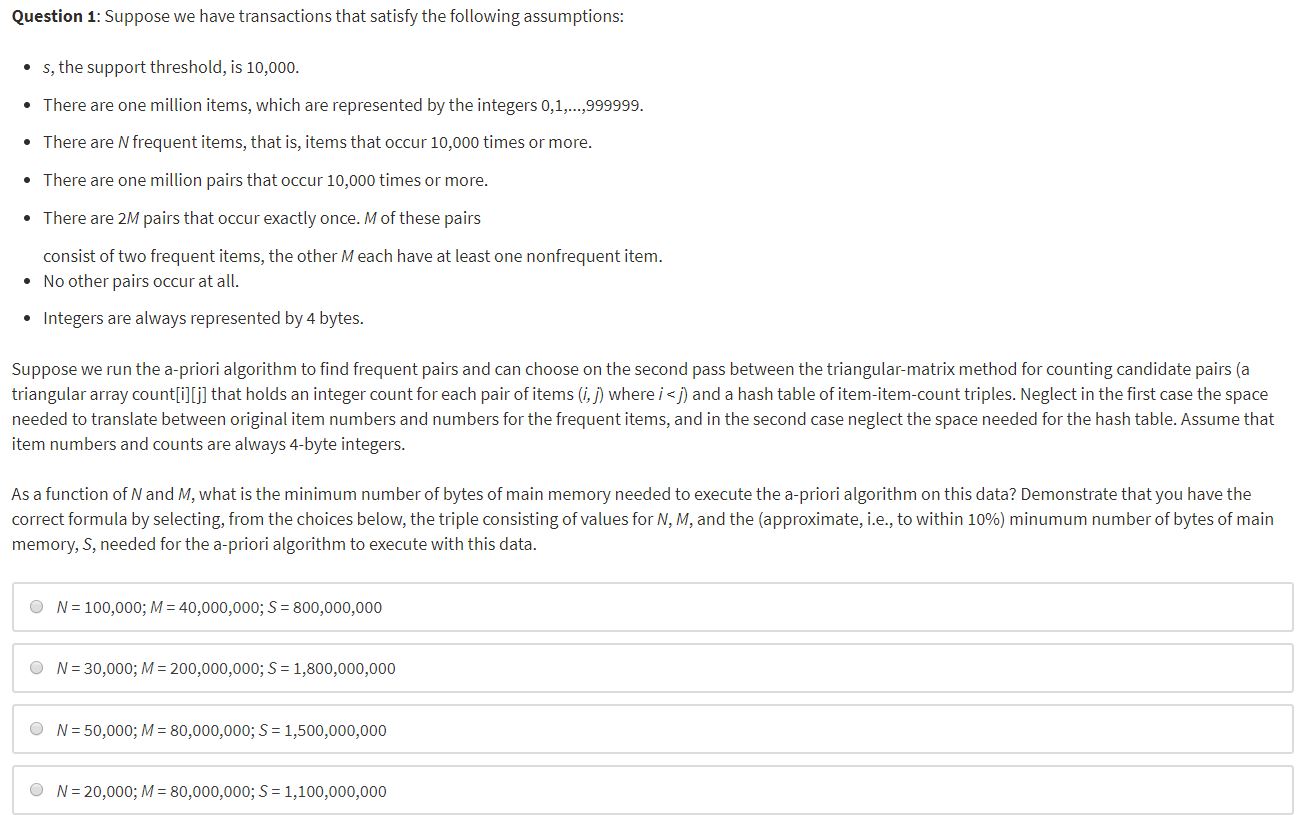 Question 1: Suppose we have transactions that satisfy the following assumptions:
• s, the support threshold, is 10,000.
• There are one million items, which are represented by the integers 0,1,...,999999.
• There are N frequent items, that is, items that occur 10,000 times or more.
• There are one million pairs that occur 10,000 times or more.
• There are 2M pairs that occur exactly once. M of these pairs
consist of two frequent items, the other M each have at least one nonfrequent item.
• No other pairs occur at all.
• Integers are always represented by 4 bytes.
Suppose we run the a-priori algorithm to find frequent pairs and can choose on the second pass between the triangular-matrix method for counting candidate pairs (a
triangular array count[i][j] that holds an integer count for each pair of items (i, j) where i < j) and a hash table of item-item-count triples. Neglect in the first case the space
needed to translate between original item numbers and numbers for the frequent items, and in the second case neglect the space needed for the hash table. Assume that
item numbers and counts are always 4-byte integers.
As a function of N and M, what is the minimum number of bytes of main memory needed to execute the a-priori algorithm on this data? Demonstrate that you have the
correct formula by selecting, from the choices below, the triple consisting of values for N, M, and the (approximate, i.e., to within 10%) minumum number of bytes of main
memory, S, needed for the a-priori algorithm to execute with this data.
N = 100,000; M = 40,000,000; S = 800,000,000
N = 30,000; M = 200,000,000; S = 1,800,000,000
N = 50,000; M = 80,000,000; S = 1,500,000,000
N = 20,000; M = 80,000,000; S = 1,100,000,000